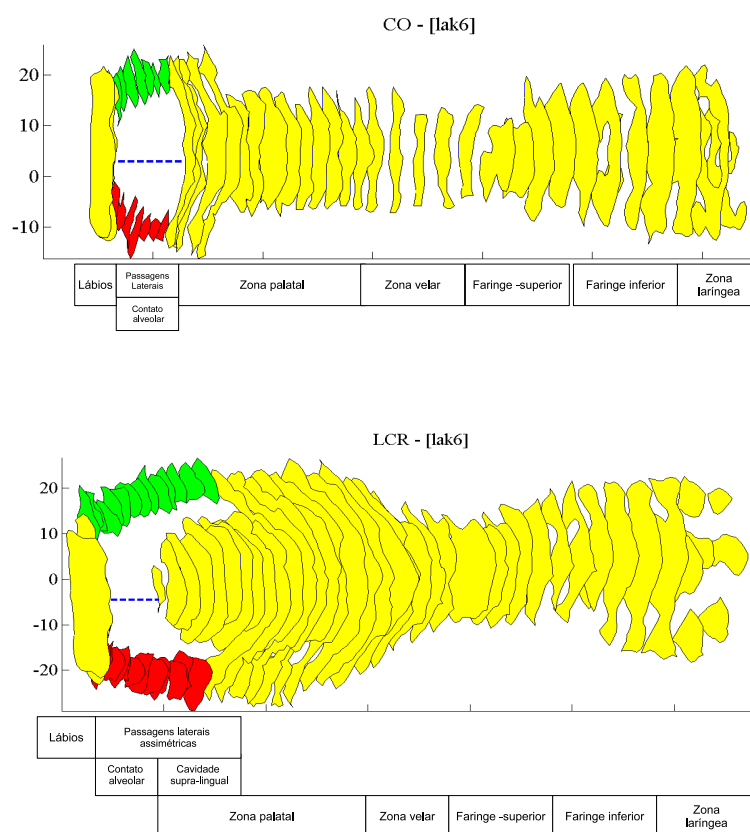 CO - [lak6]
20
10
0
-10
Lábios
Passagens
Laterais
Contato
alveolar
Zona palatal
Zona velar
Faringe -superior
Faringe inferior
Zona
laríngea
LCR - [lak6]
20
10
0
-10
-20
Lábios
Passagens laterais
assimétricas
Contato
alveolar
Cavidade
supra-lingual
Zona palatal
Zona velar
Faringe -superior
Faringe inferior
Zona
laríngea